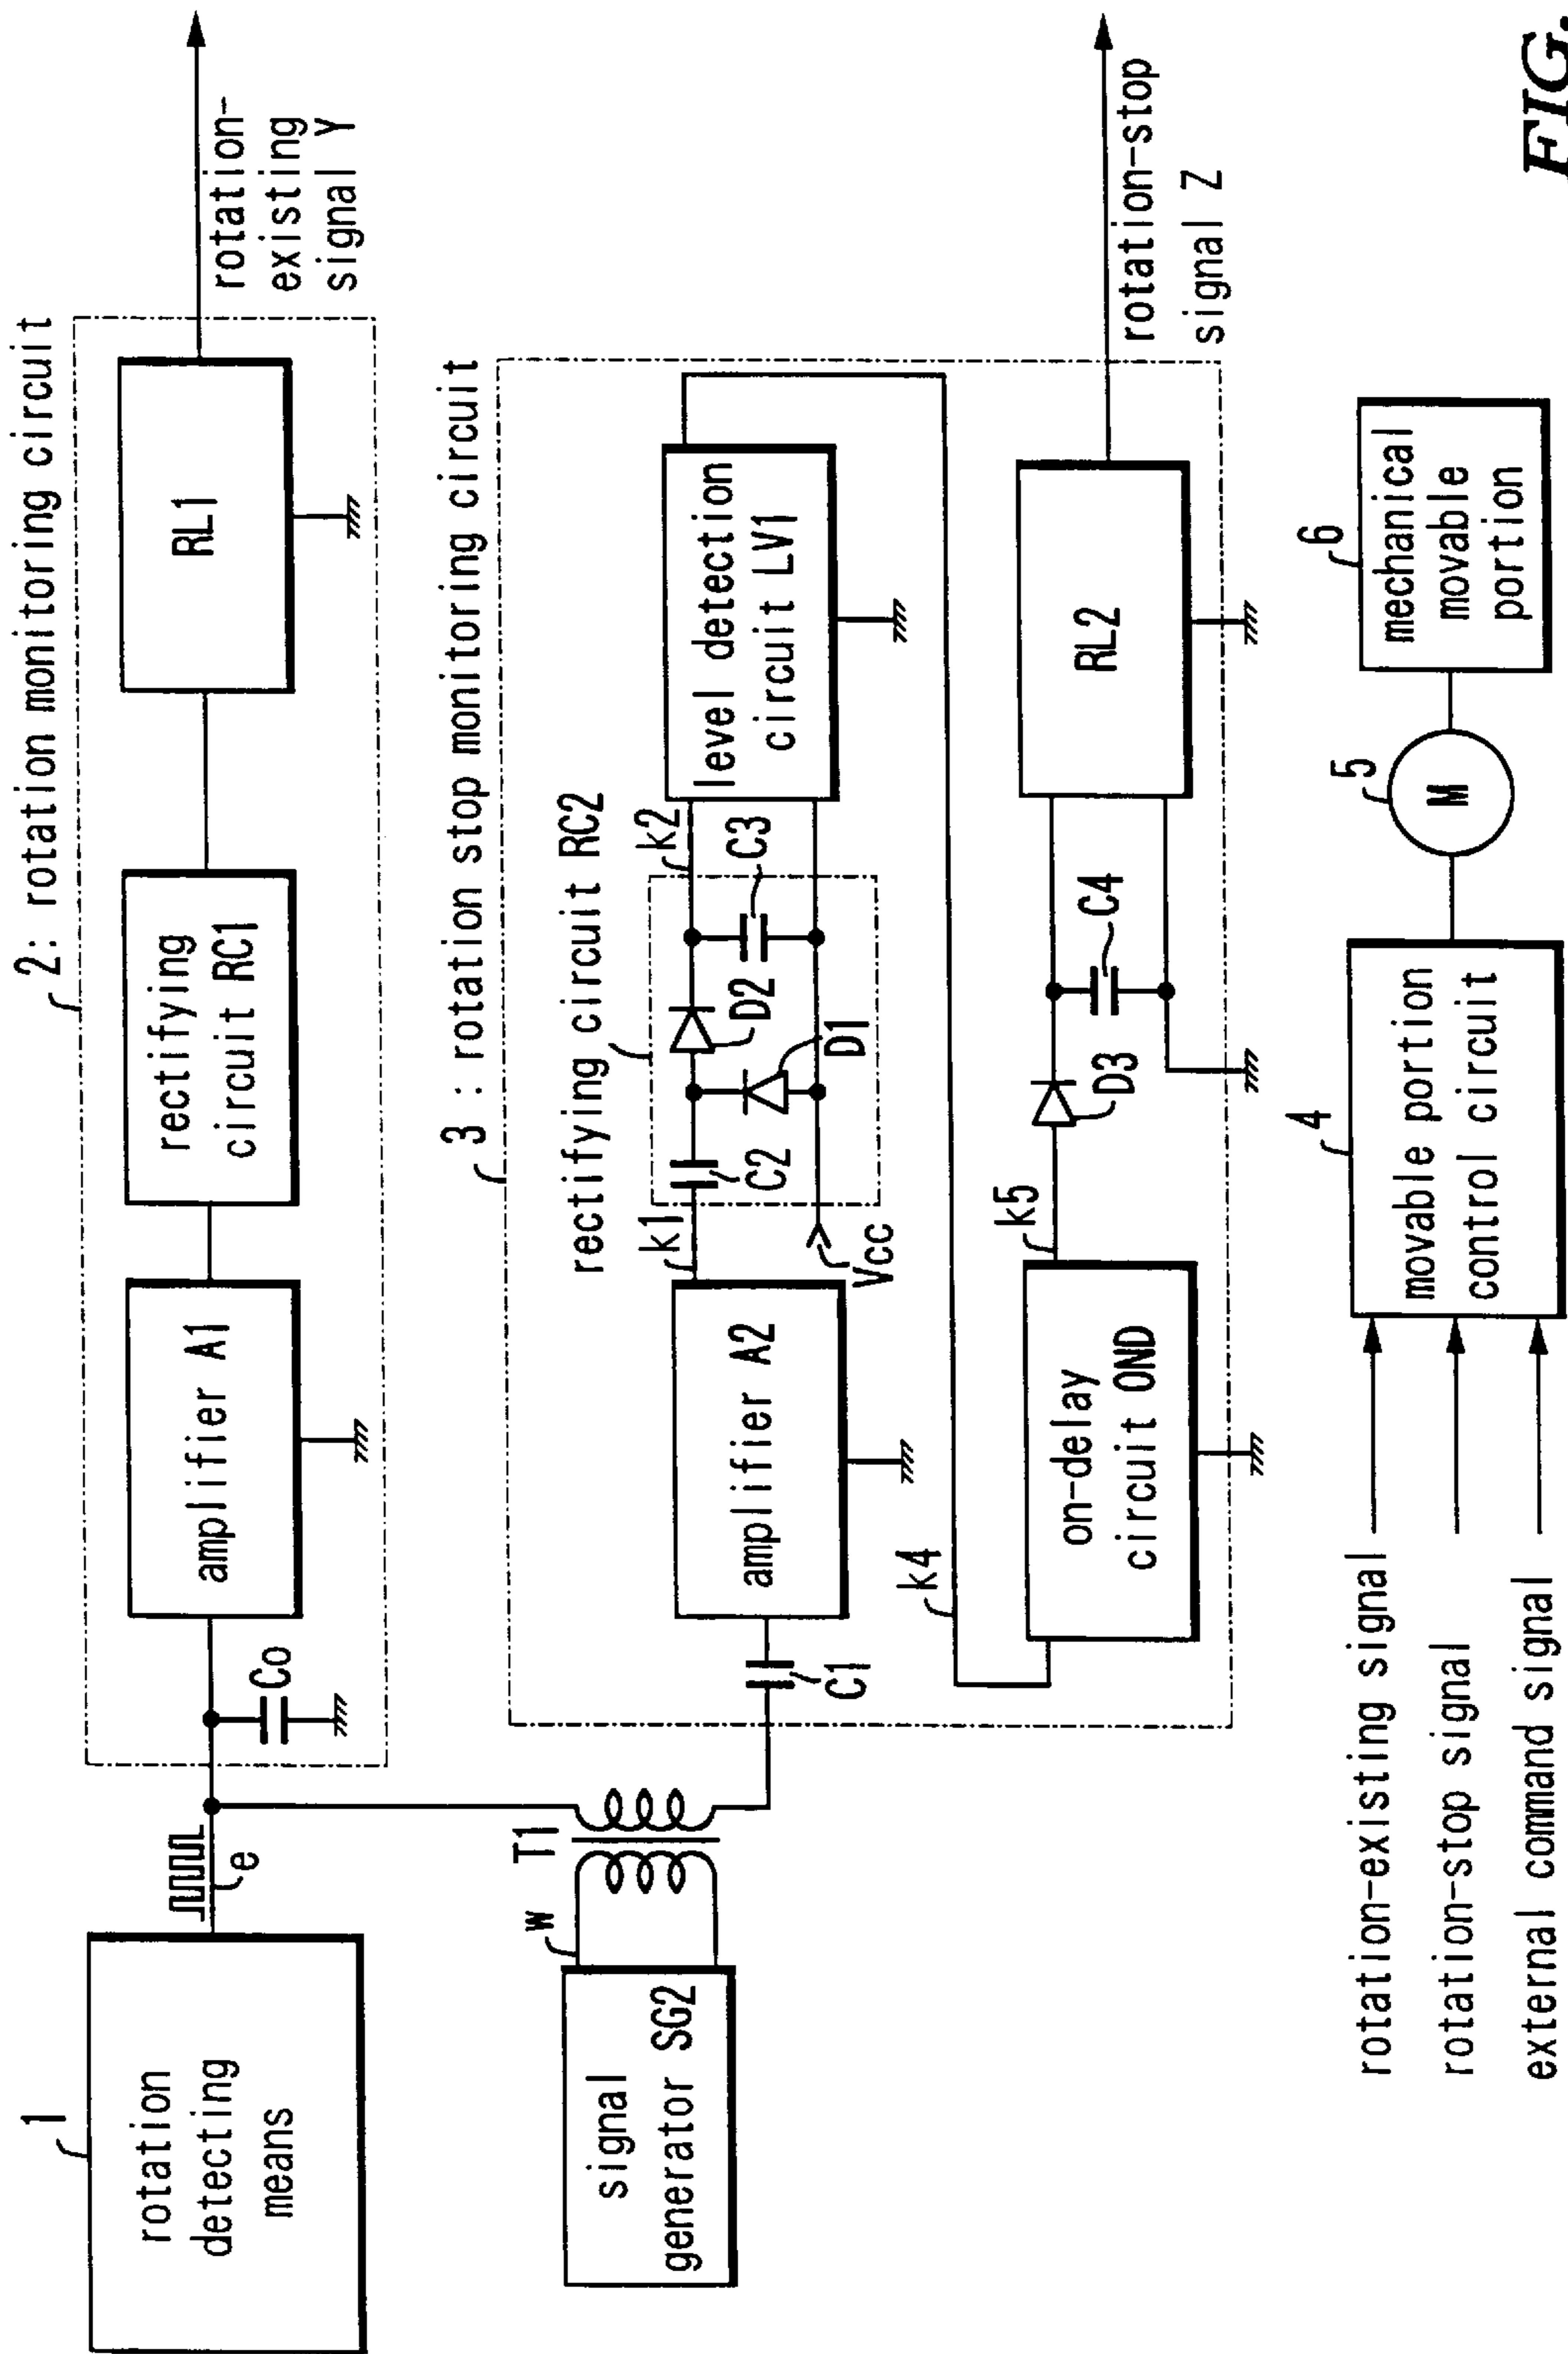 1
rotation
detecting
means
e
2: rotation monitoring circuit
Co
amplifier A1
rectifying
circuit RC1
RL1
rotation-
existing
signal Y
signal
generator SG2
w
T1
3 : rotation stop monitoring circuit
C1
amplifier A2
k1
rectifying circuit RC2
C2
D2
D1
C3
Vcc
k2
level detection
circuit LV1
k4
on-delay
circuit OND
k5
D3
C4
RL2
rotation-stop
signal Z
rotation-existing signal
rotation-stop signal
external command signal
4
movable portion
control circuit
5
M
6
mechanical
movable
portion
FIG.